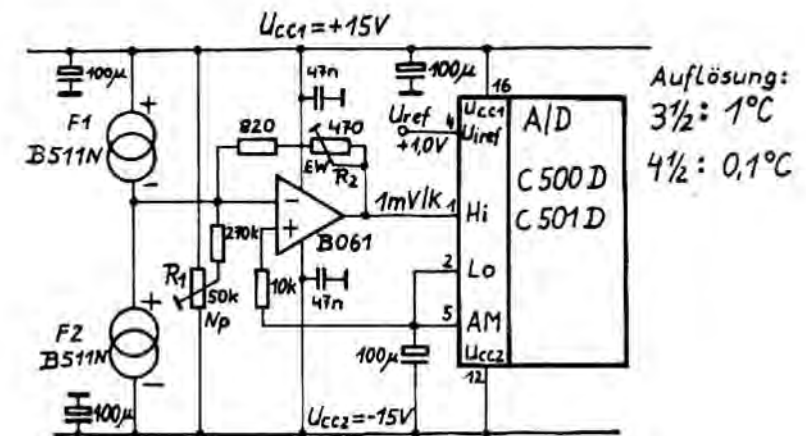 Ucc1=+15V
100µ
47n
100µ
Auflösung:
3½: 1°C
4½: 0,1°C
F1
B511N
820
470
EW
R2
Uref
+1,0V
4
16
Ucc1
Uiref
A/D
C500D
C501D
1mV/K
1
Hi
B061
270k
R1
50k
Np
10k
47n
2
Lo
5
AM
Ucc2
12
100µ
F2
B511N
100µ
Ucc2=-15V
+
−
+
−
−
+